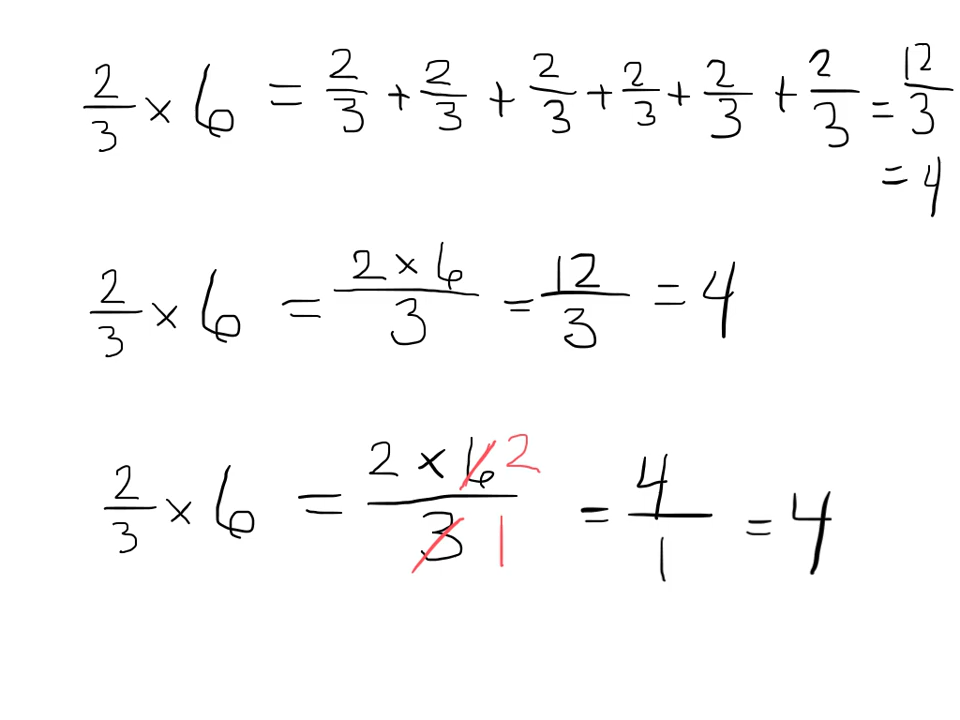 2/3 × 6 = 2/3 + 2/3 + 2/3 + 2/3 + 2/3 + 2/3 = 12/3
= 4
2/3 × 6 = (2 × 6)/3 = 12/3 = 4
2/3 × 6 = (2 × 6 2)/(3 1) = 4/1 = 4